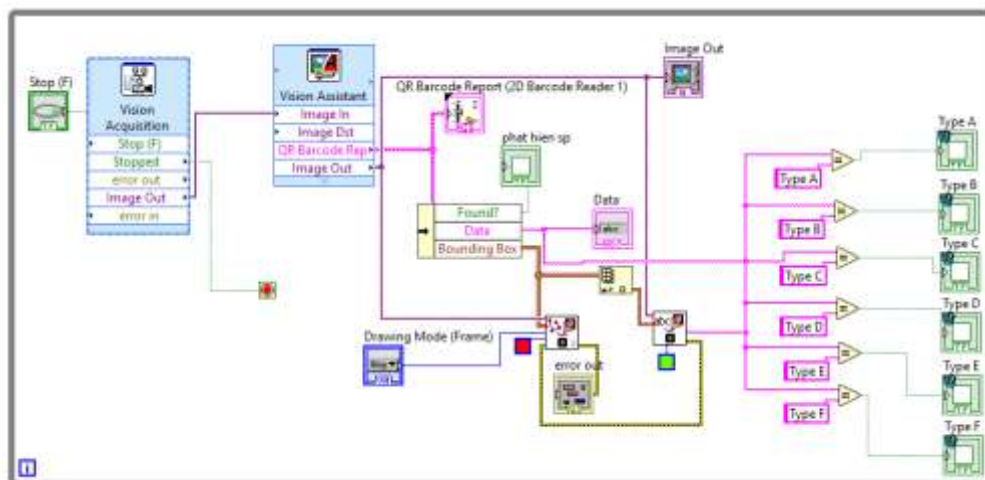 Stop (F)
Vision
Acquisition
Stop (F)
Stopped
error out
Image Out
error in
Vision Assistant
Image In
Image Dst
QR Barcode Rep
Image Out
QR Barcode Report (2D Barcode Reader 1)
Image Out
phat hien sp
Found?
Data
Bounding Box
Data
abc
Drawing Mode (Frame)
error out
abc
Type A
Type B
Type C
Type D
Type E
Type F
=
=
=
=
=
=
Type A
Type B
Type C
Type D
Type E
Type F
i